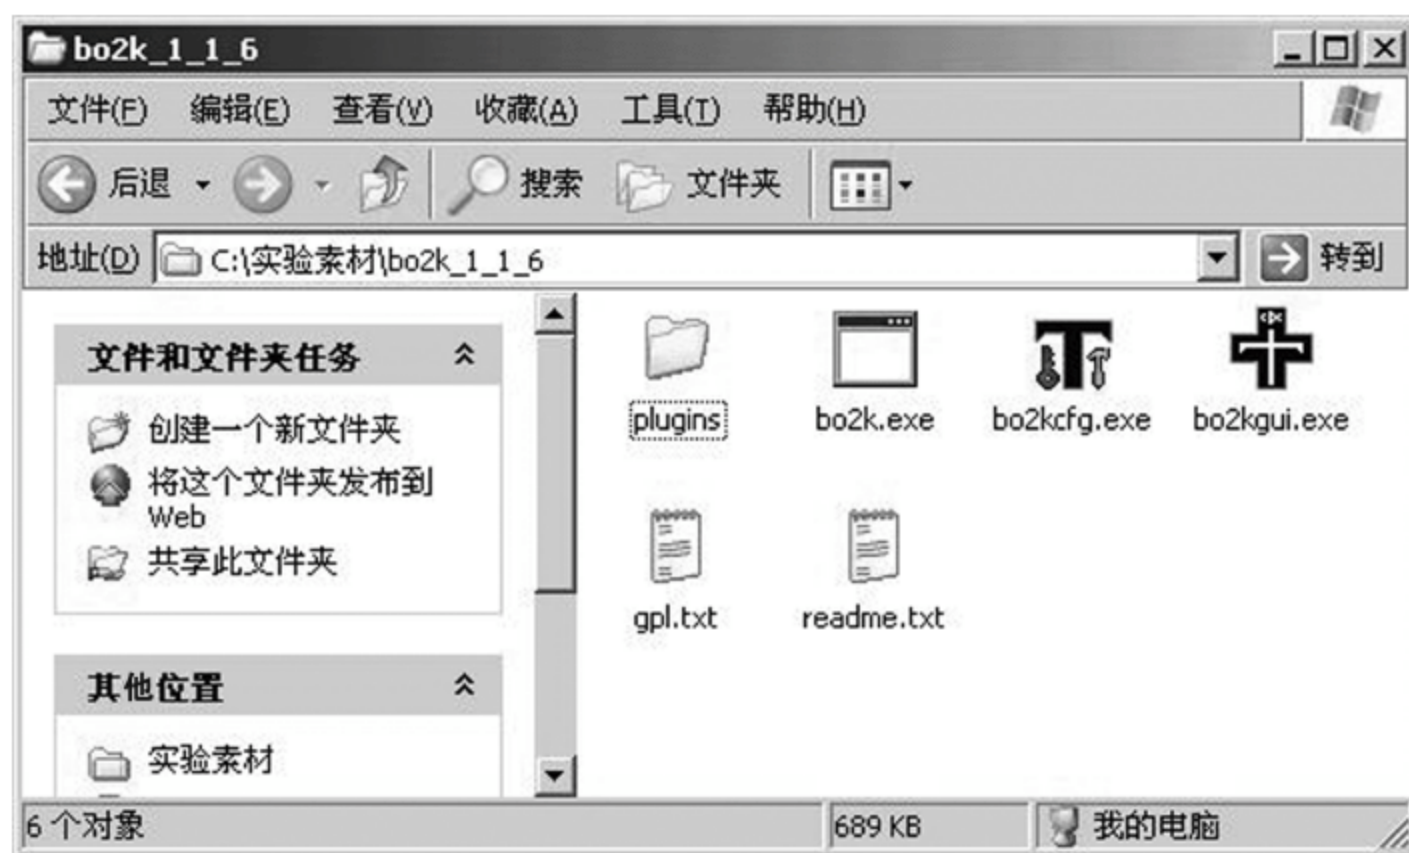 bo2k_1_1_6
文件(F) 编辑(E) 查看(V) 收藏(A) 工具(T) 帮助(H)
后退 搜索 文件夹
地址(D) C:\实验素材\bo2k_1_1_6 转到
文件和文件夹任务
创建一个新文件夹
将这个文件夹发布到
Web
共享此文件夹
其他位置
实验素材
plugins bo2k.exe bo2kcfg.exe bo2kgui.exe
gpl.txt readme.txt
6 个对象 689 KB 我的电脑